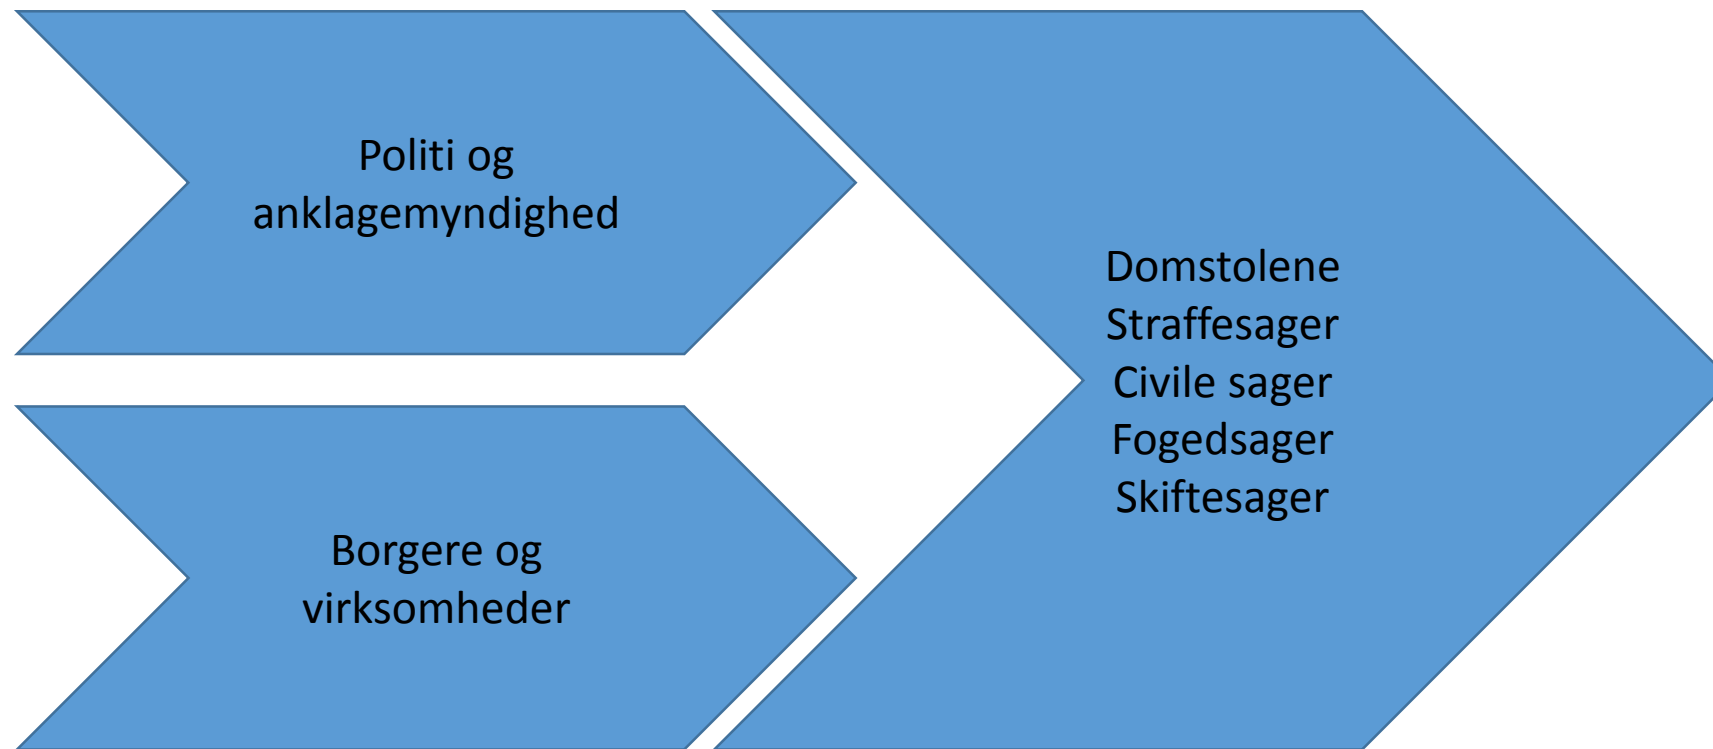 Politi og
anklagemyndighed
Borgere og
virksomheder
Domstolene
Straffesager
Civile sager
Fogedsager
Skiftesager